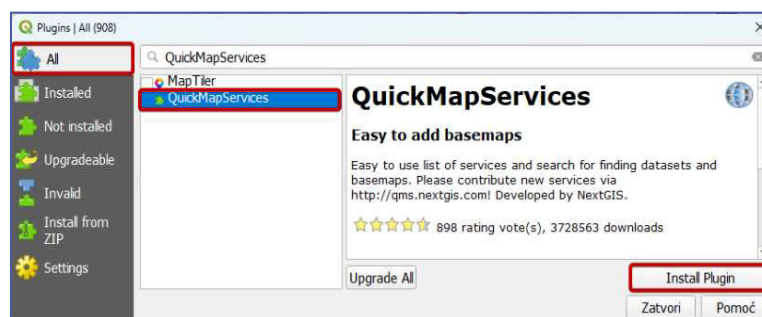 Plugins | All (908)
All
QuickMapServices
Installed
Not installed
Upgradeable
Invalid
Install from
ZIP
Settings
MapTiler
QuickMapServices
QuickMapServices
Easy to add basemaps
Easy to use list of services and search for finding datasets and
basemaps. Please contribute new services via
http://qms.nextgis.com! Developed by NextGIS.
898 rating vote(s), 3728563 downloads
Upgrade All
Install Plugin
Zatvori
Pomoć